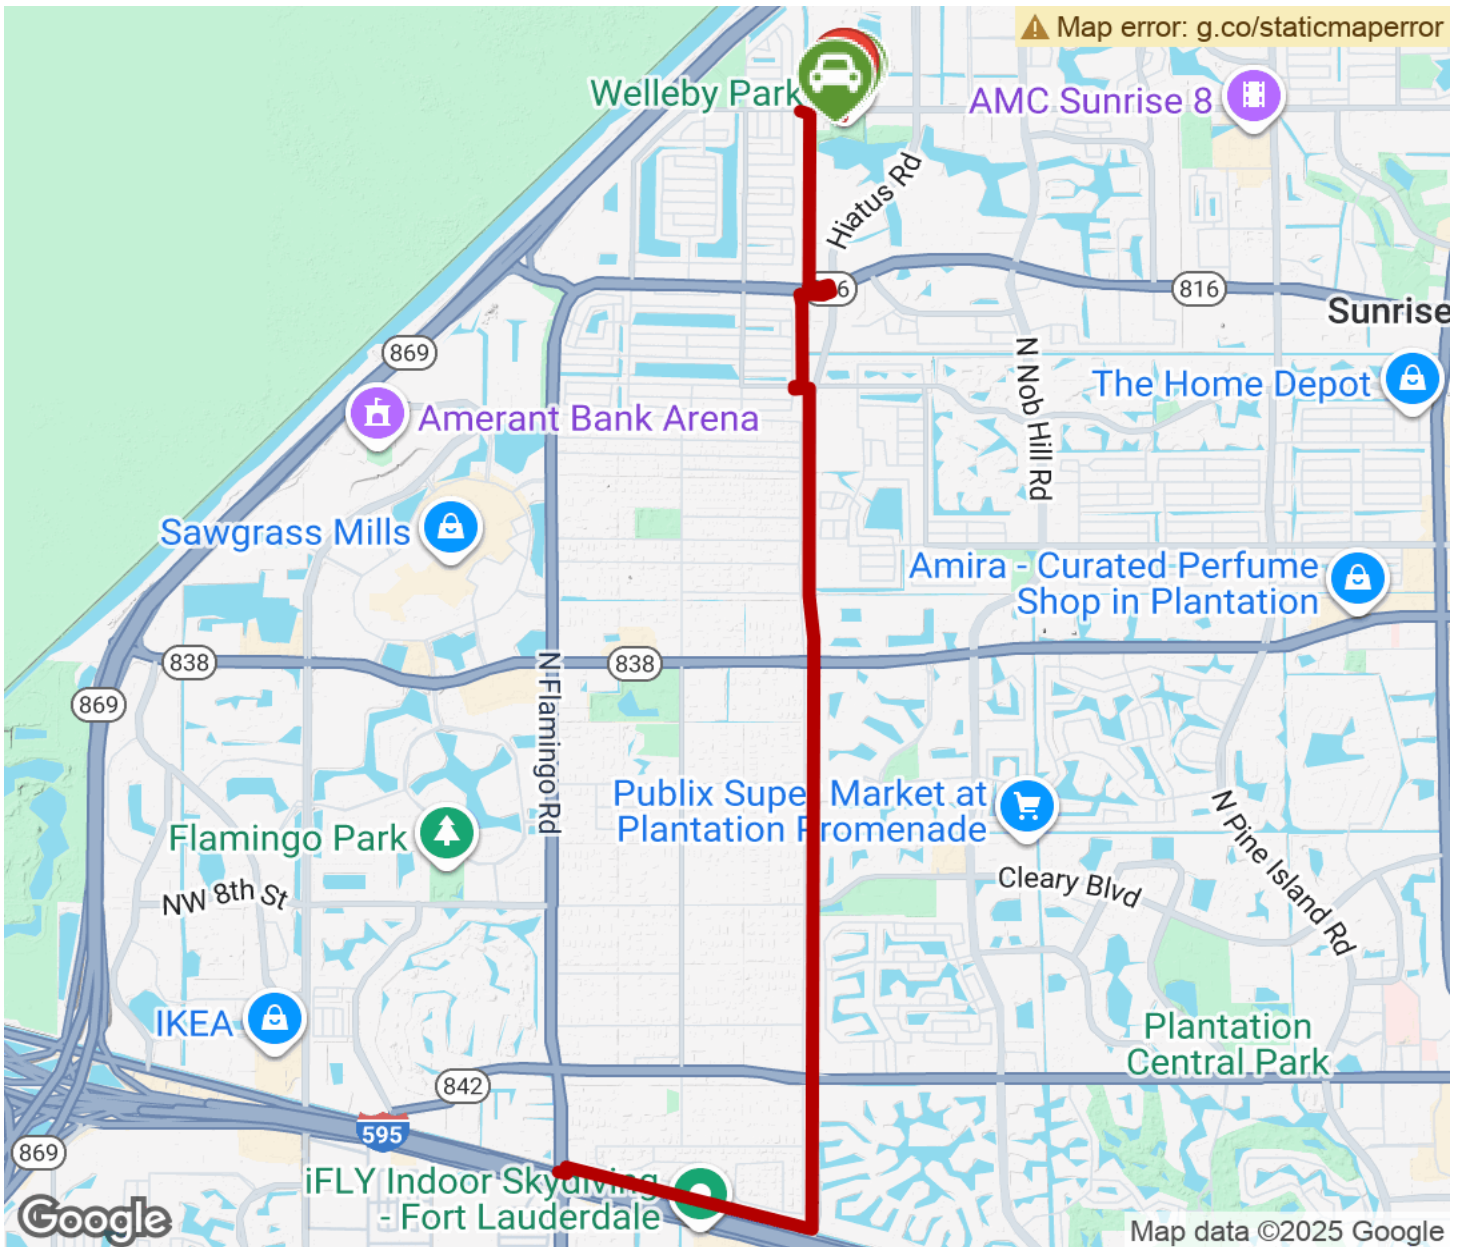 Map error: g.co/staticmaperror
Welleby Park
AMC Sunrise 8
Hiatus Rd
816
Sunrise
869
N Nob Hill Rd
The Home Depot
Amerant Bank Arena
Sawgrass Mills
Amira - Curated Perfume
Shop in Plantation
838
838
869
N Flamingo Rd
Publix Super Market at
Plantation Promenade
N Pine Island Rd
Flamingo Park
Cleary Blvd
NW 8th St
IKEA
Plantation
Central Park
842
595
869
iFLY Indoor Skydiving
- Fort Lauderdale
Google
Map data ©2025 Google